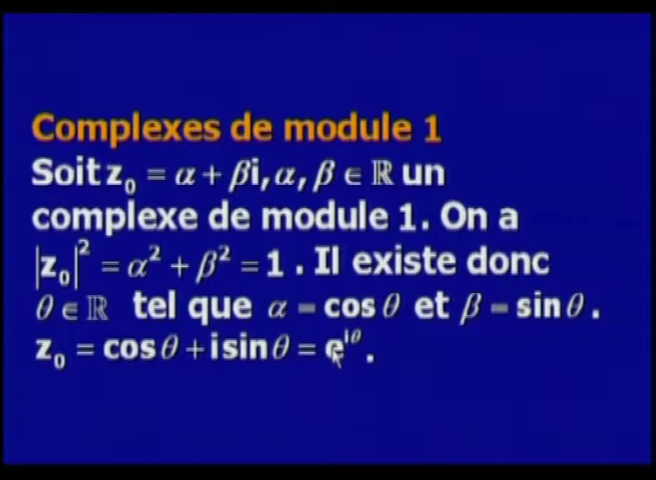 Complexes de module 1
Soit z₀ = α + βi, α, β ∈ ℝ un
complexe de module 1. On a
|z₀|² = α² + β² = 1 . Il existe donc
θ ∈ ℝ tel que α = cos θ et β = sin θ .
z₀ = cos θ + i sin θ = e^{iθ} .